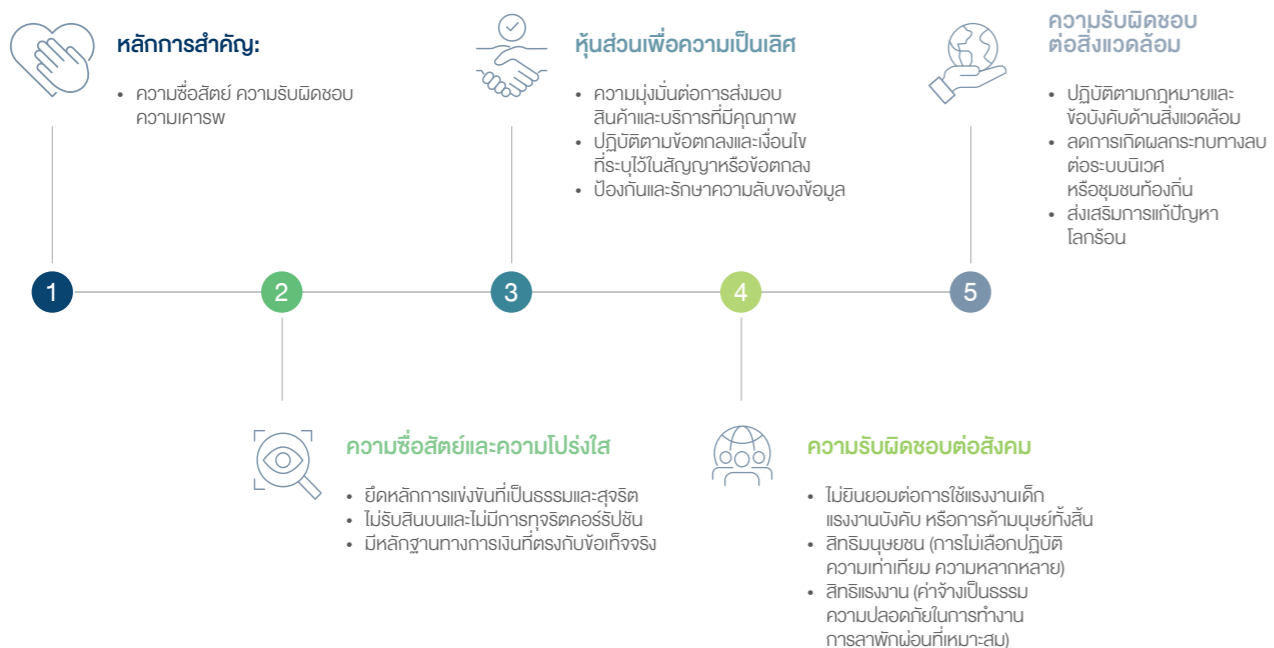 หลักการสำคัญ:
• ความซื่อสัตย์ ความรับผิดชอบ
ความเคารพ
1
ความซื่อสัตย์และความโปร่งใส
• ยึดหลักการแข่งขันที่เป็นธรรมและสุจริต
• ไม่รับสินบนและไม่มีการทุจริตคอร์รัปชัน
• มีหลักฐานทางการเงินที่ตรงกับข้อเท็จจริง
2
หุ้นส่วนเพื่อความเป็นเลิศ
• ความมุ่งมั่นต่อการส่งมอบ
สินค้าและบริการที่มีคุณภาพ
• ปฏิบัติตามข้อตกลงและเงื่อนไข
ที่ระบุไว้ในสัญญาหรือข้อตกลง
• ป้องกันและรักษาความลับของข้อมูล
3
ความรับผิดชอบต่อสังคม
• ไม่ยินยอมต่อการใช้แรงงานเด็ก
แรงงานบังคับ หรือการค้ามนุษย์ทั้งสิ้น
• สิทธิมนุษยชน (การไม่เลือกปฏิบัติ
ความเท่าเทียม ความหลากหลาย)
• สิทธิแรงงาน (ค่าจ้างเป็นธรรม
ความปลอดภัยในการทำงาน
การลาพักผ่อนที่เหมาะสม)
4
ความรับผิดชอบ
ต่อสิ่งแวดล้อม
• ปฏิบัติตามกฎหมายและ
ข้อบังคับด้านสิ่งแวดล้อม
• ลดการเกิดผลกระทบทางลบ
ต่อระบบนิเวศ
หรือชุมชนท้องถิ่น
• ส่งเสริมการแก้ปัญหา
โลกร้อน
5